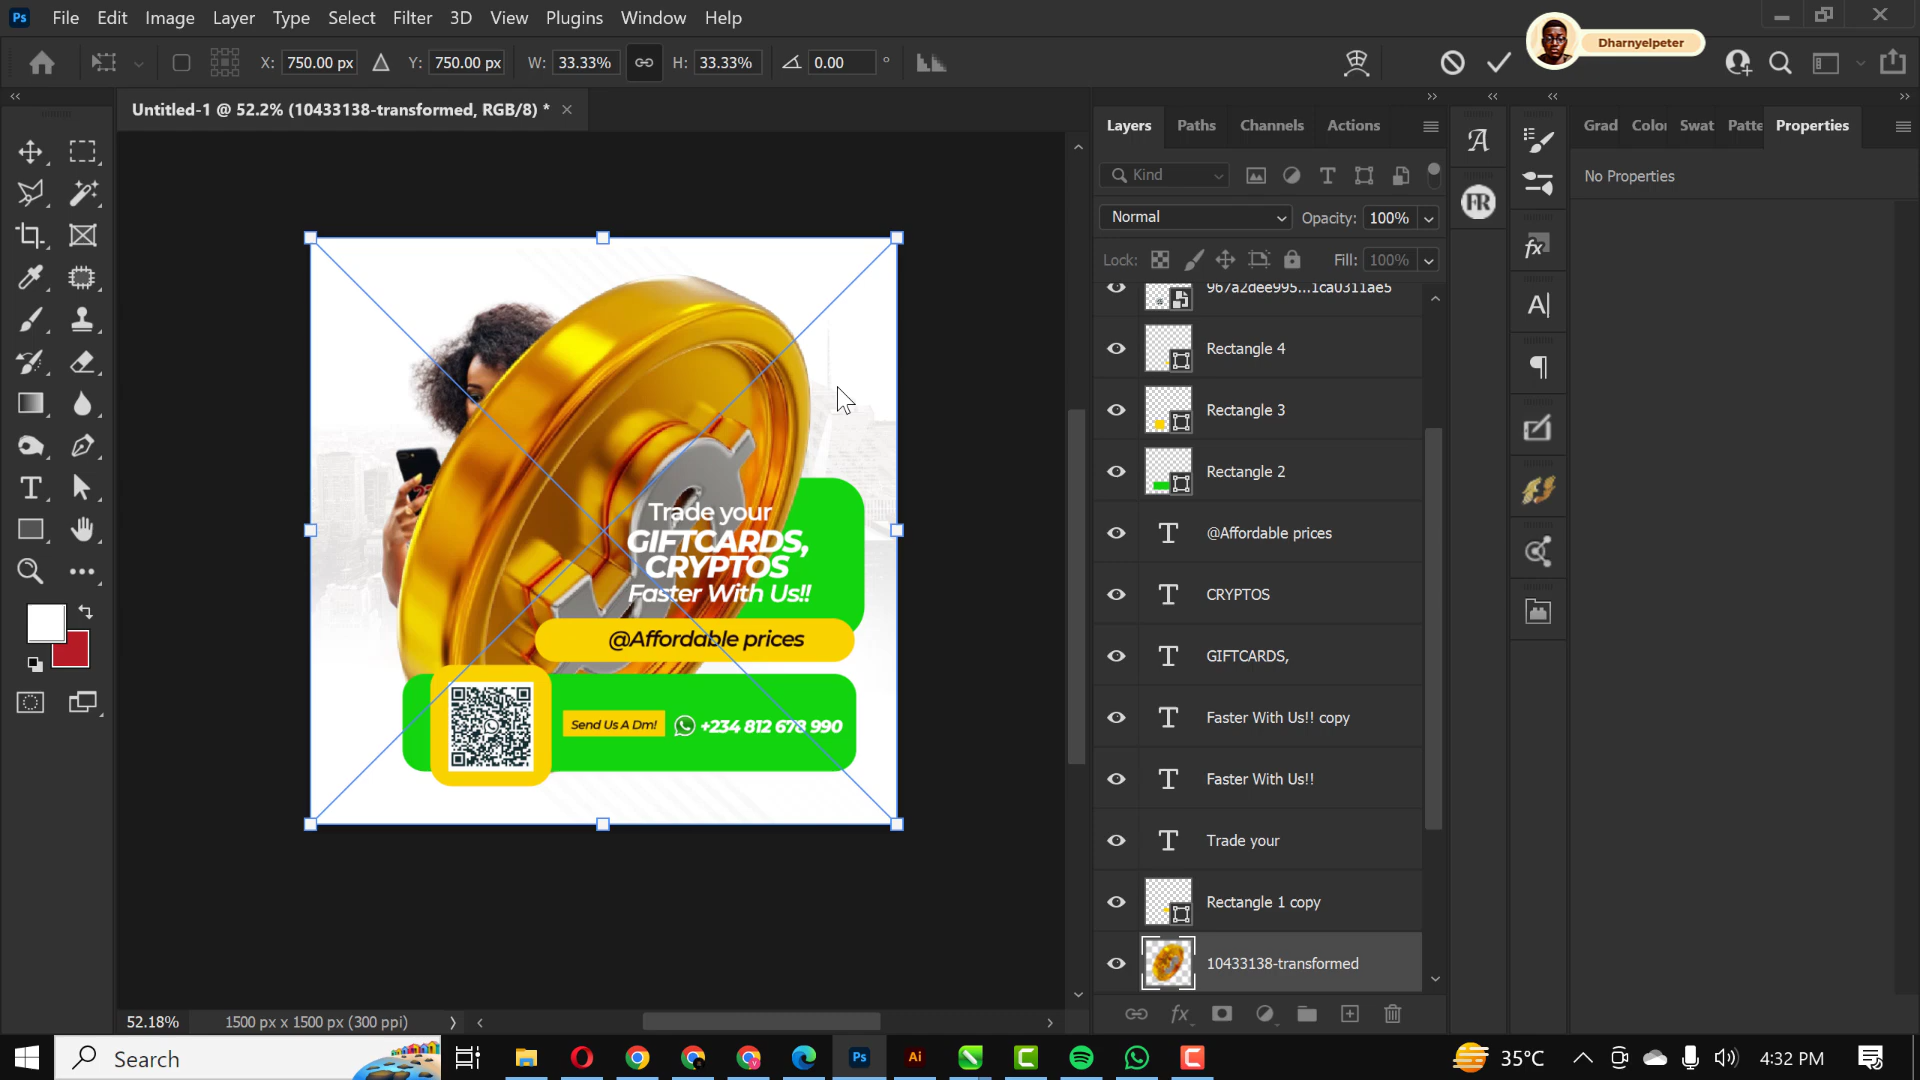 Ps File Edit Image Layer Type Select Filter 3D View Plugins Window Help
Dharnyelpeter
X: 750.00 px Y: 750.00 px W: 33.33% H: 33.33% 0.00 °
Untitled-1 @ 52.2% (10433138-transformed, RGB/8) * ×
Layers Paths Channels Actions
Grad Color Swat Patte Properties
Kind
No Properties
Normal Opacity: 100%
Lock: Fill: 100%
967a2dee995...1ca0311ae5
Rectangle 4
Rectangle 3
Rectangle 2
@Affordable prices
CRYPTOS
GIFTCARDS,
Faster With Us!! copy
Faster With Us!!
Trade your
Rectangle 1 copy
10433138-transformed
FR
Trade your
GIFTCARDS,
CRYPTOS
Faster With Us!!
@Affordable prices
Send Us A Dm! +234 812 678 990
52.18% 1500 px x 1500 px (300 ppi)
Search
Ps Ai
35°C 4:32 PM